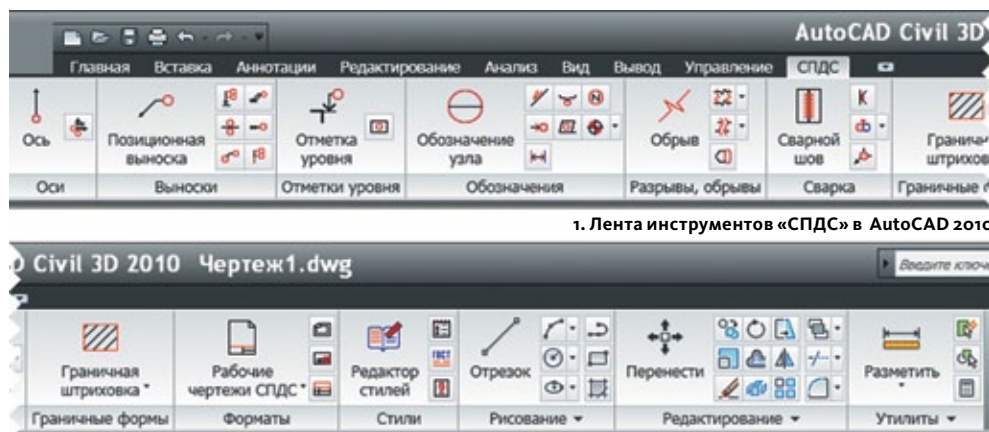 AutoCAD Civil 3D
Главная Вставка Аннотации Редактирование Анализ Вид Вывод Управление СПДС
Ось
Позиционная
выноска
Отметка
уровня
Обозначение
узла
Обрыв
Сварной
шов
Оси Выноски Отметки уровня Обозначения Разрывы, обрывы Сварка Граничные
1. Лента инструментов «СПДС» в AutoCAD 2010
Civil 3D 2010 Чертеж1.dwg
Введите
Граничная
штриховка
Рабочие
чертежи СПДС
Редактор
стилей
Отрезок
Перенести
Разметить
Граничные формы Форматы Стили Рисование Редактирование Утилиты